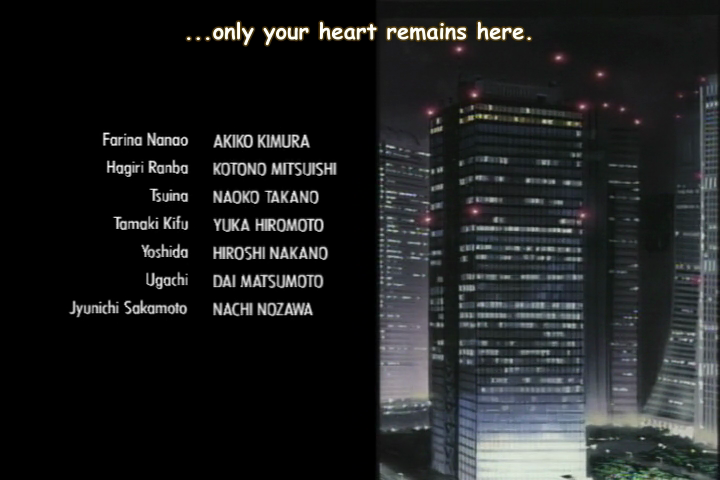 ...only your heart remains here.
Farina Nanao AKIKO KIMURA
Hagiri Ranba KOTONO MITSUISHI
Tsuina NAOKO TAKANO
Tamaki Kifu YUKA HIROMOTO
Yoshida HIROSHI NAKANO
Ugachi DAI MATSUMOTO
Jyunichi Sakamoto NACHI NOZAWA